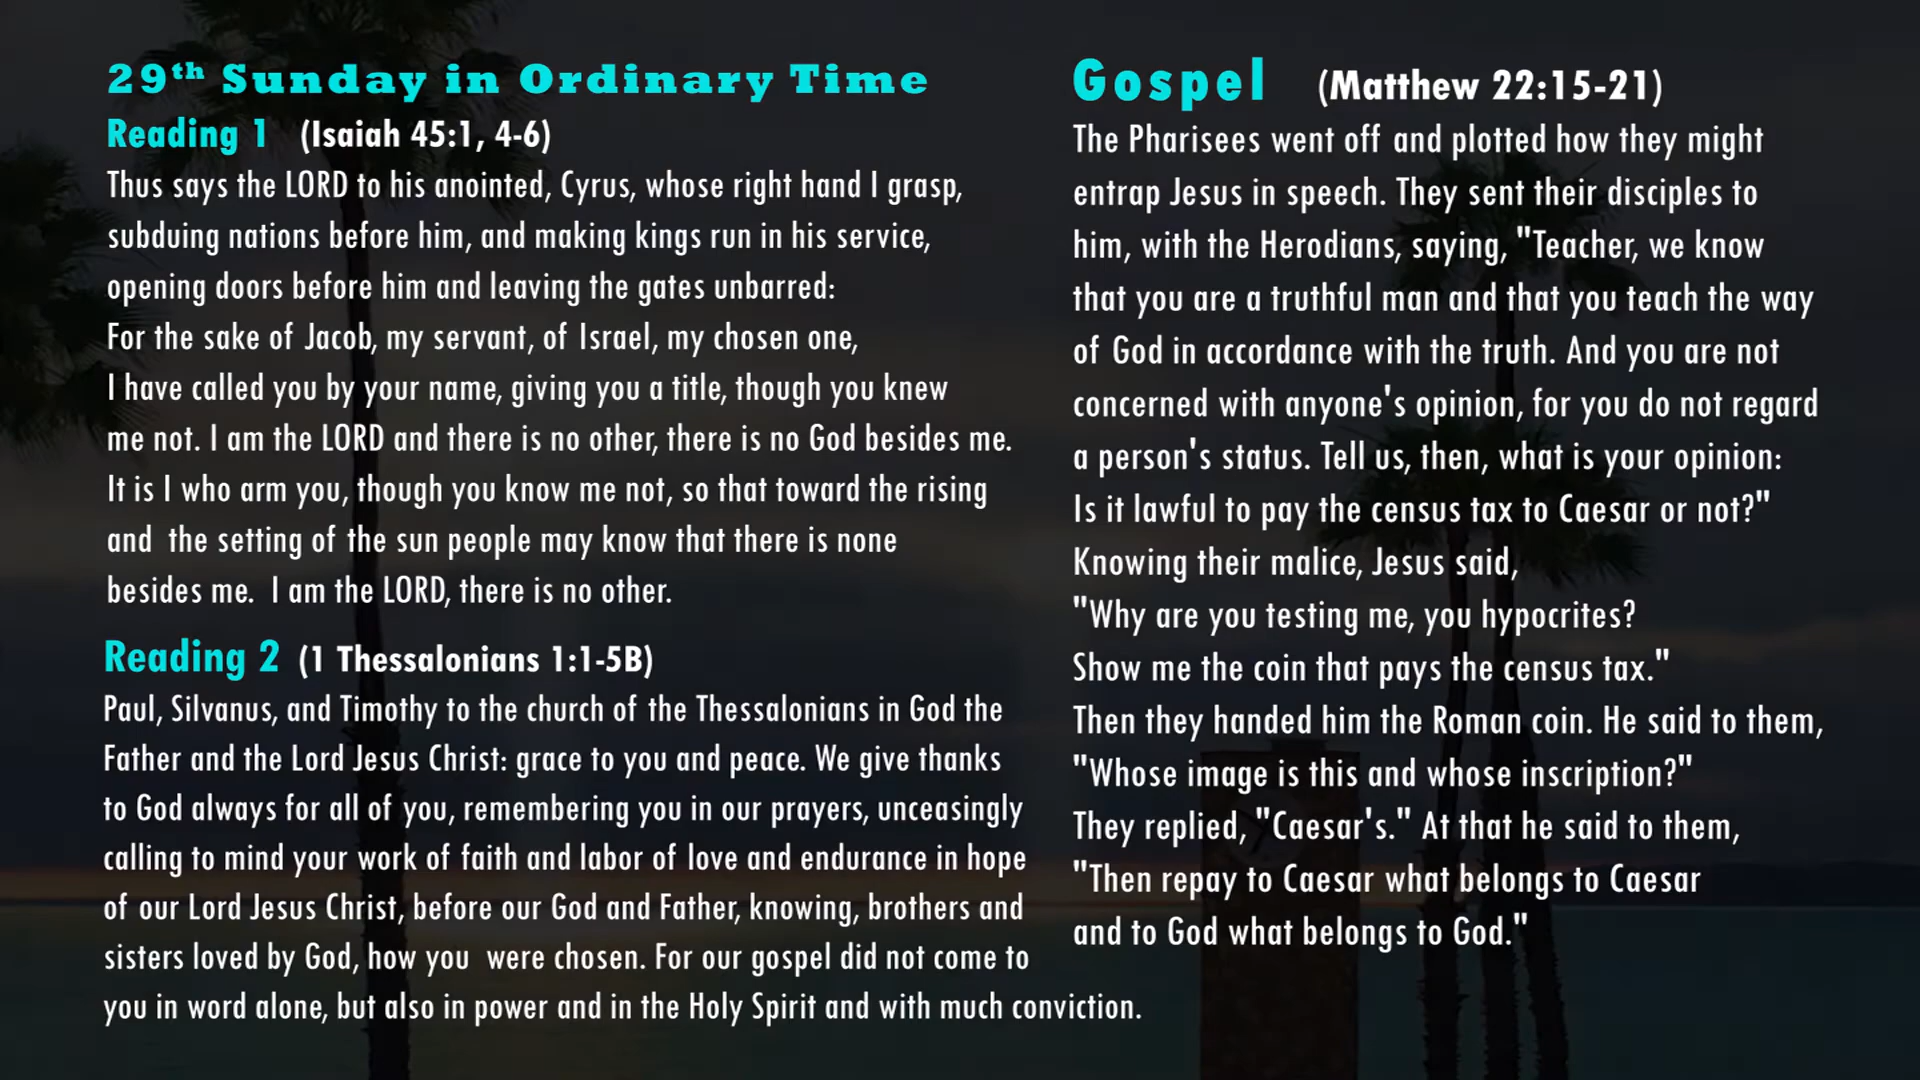 29th Sunday in Ordinary Time
Reading 1 (Isaiah 45:1, 4-6)
Thus says the LORD to his anointed, Cyrus, whose right hand I grasp,
subduing nations before him, and making kings run in his service,
opening doors before him and leaving the gates unbarred:
For the sake of Jacob, my servant, of Israel, my chosen one,
I have called you by your name, giving you a title, though you knew
me not. I am the LORD and there is no other, there is no God besides me.
It is I who arm you, though you know me not, so that toward the rising
and the setting of the sun people may know that there is none
besides me. I am the LORD, there is no other.
Reading 2 (1 Thessalonians 1:1-5B)
Paul, Silvanus, and Timothy to the church of the Thessalonians in God the
Father and the Lord Jesus Christ: grace to you and peace. We give thanks
to God always for all of you, remembering you in our prayers, unceasingly
calling to mind your work of faith and labor of love and endurance in hope
of our Lord Jesus Christ, before our God and Father, knowing, brothers and
sisters loved by God, how you were chosen. For our gospel did not come to
you in word alone, but also in power and in the Holy Spirit and with much conviction.
Gospel (Matthew 22:15-21)
The Pharisees went off and plotted how they might
entrap Jesus in speech. They sent their disciples to
him, with the Herodians, saying, "Teacher, we know
that you are a truthful man and that you teach the way
of God in accordance with the truth. And you are not
concerned with anyone's opinion, for you do not regard
a person's status. Tell us, then, what is your opinion:
Is it lawful to pay the census tax to Caesar or not?"
Knowing their malice, Jesus said,
"Why are you testing me, you hypocrites?
Show me the coin that pays the census tax."
Then they handed him the Roman coin. He said to them,
"Whose image is this and whose inscription?"
They replied, "Caesar's." At that he said to them,
"Then repay to Caesar what belongs to Caesar
and to God what belongs to God."